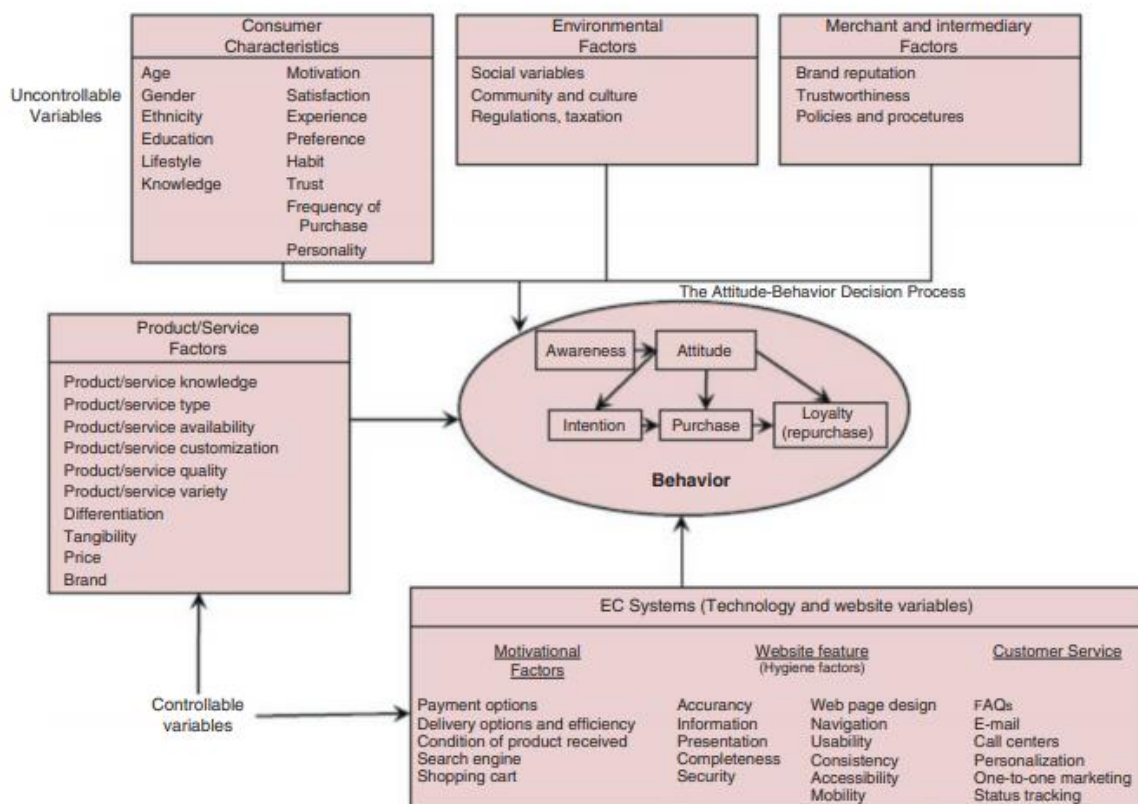 Consumer
Characteristics
Age
Gender
Ethnicity
Education
Lifestyle
Knowledge
Motivation
Satisfaction
Experience
Preference
Habit
Trust
Frequency of
Purchase
Personality
Environmental
Factors
Social variables
Community and culture
Regulations, taxation
Merchant and intermediary
Factors
Brand reputation
Trustworthiness
Policies and procetures
Uncontrollable
Variables
The Attitude-Behavior Decision Process
Product/Service
Factors
Product/service knowledge
Product/service type
Product/service availability
Product/service customization
Product/service quality
Product/service variety
Differentiation
Tangibility
Price
Brand
Awareness
Attitude
Intention
Purchase
Loyalty
(repurchase)
Behavior
EC Systems (Technology and website variables)
Motivational
Factors
Payment options
Delivery options and efficiency
Condition of product received
Search engine
Shopping cart
Website feature
(Hygiene factors)
Accurancy
Information
Presentation
Completeness
Security
Web page design
Navigation
Usability
Consistency
Accessibility
Mobility
Customer Service
FAQs
E-mail
Call centers
Personalization
One-to-one marketing
Status tracking
Controllable
variables